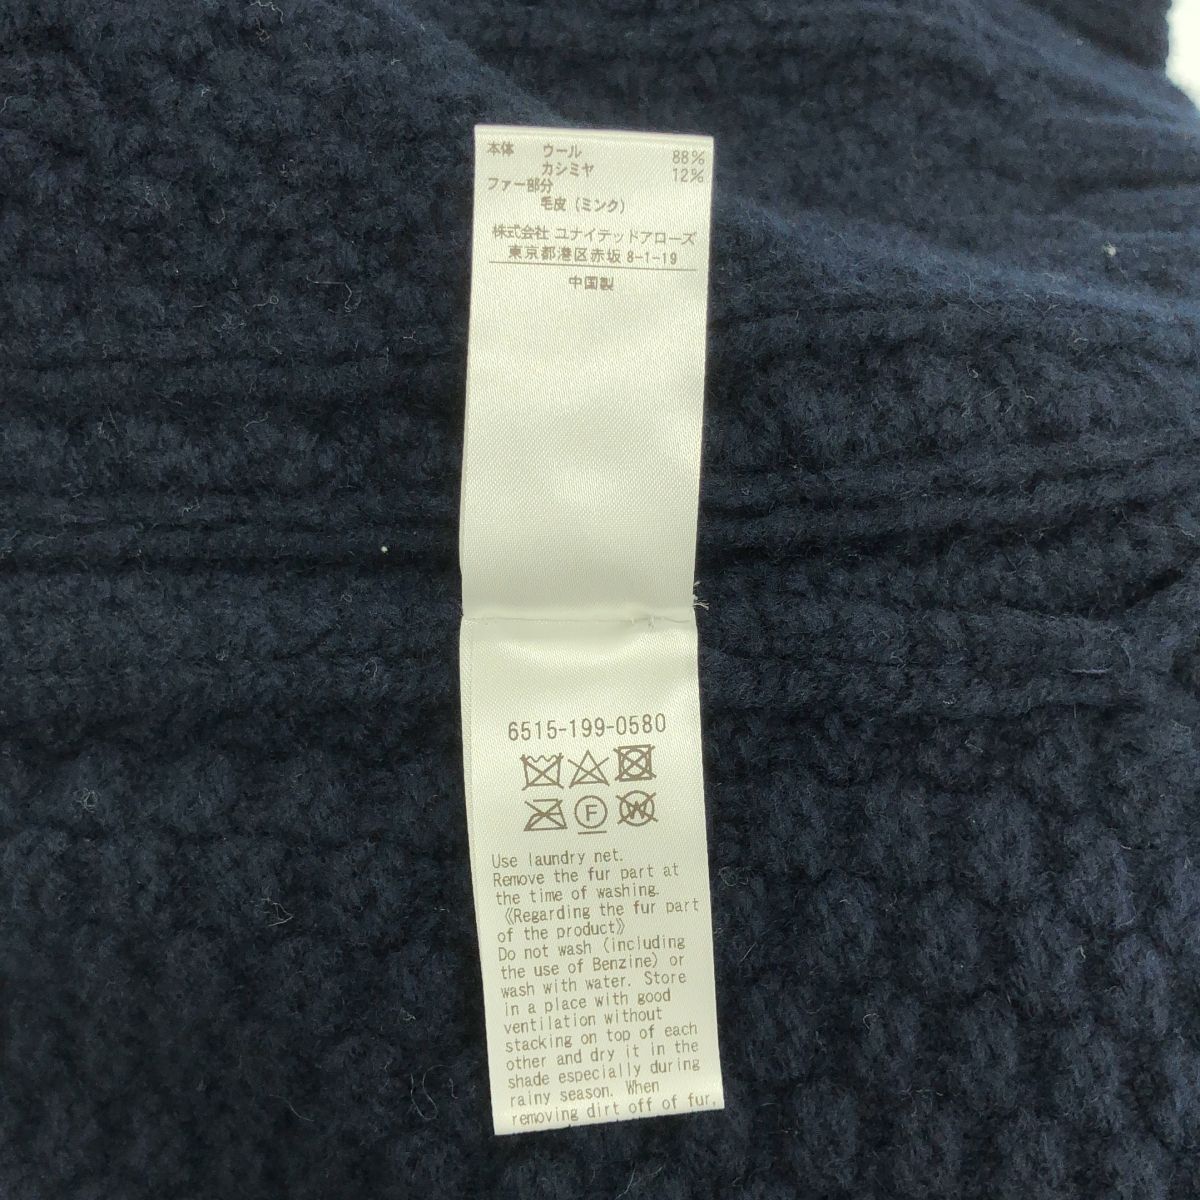 本体 ウール 88%
カシミヤ 12%
ファー部分
毛皮 (ミンク)
株式会社 ユナイテッドアローズ
東京都港区赤坂 8-1-19
中国製
6515-199-0580
F
W
Use laundry net.
Remove the fur part at
the time of washing.
《Regarding the fur part
of the product》
Do not wash (including
the use of Benzine) or
wash with water. Store
in a place with good
ventilation without
stacking on top of each
other and dry it in the
shade especially during
rainy season. When
removing dirt off of fur,